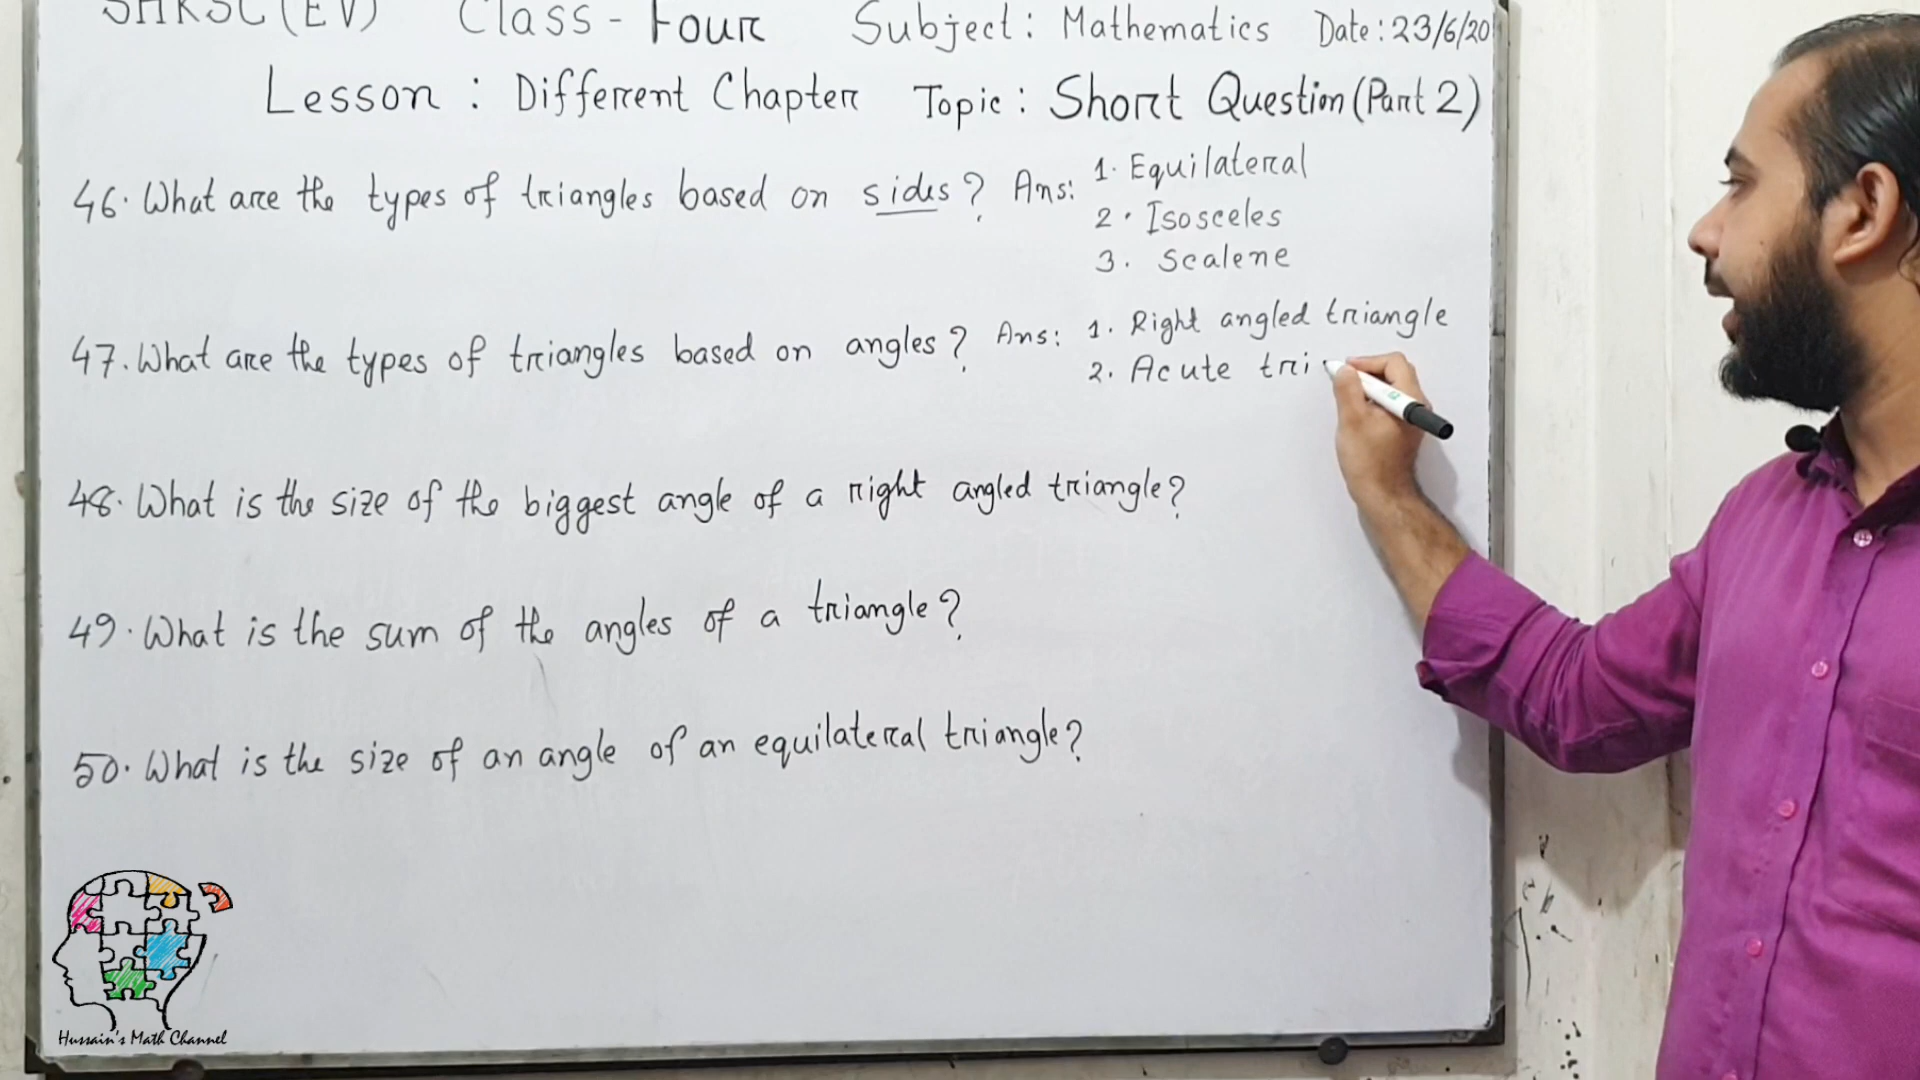 SHKSC (EV) Class - Four Subject: Mathematics Date: 23/6/20
Lesson : Different Chapter Topic : Short Question (Part 2)
46. What are the types of triangles based on sides? Ans: 1. Equilateral
2. Isosceles
3. Scalene
47. What are the types of triangles based on angles? Ans: 1. Right angled triangle
2. Acute tri
48. What is the size of the biggest angle of a right angled triangle?
49. What is the sum of the angles of a triangle?
50. What is the size of an angle of an equilateral triangle?
Hussain's Math Channel